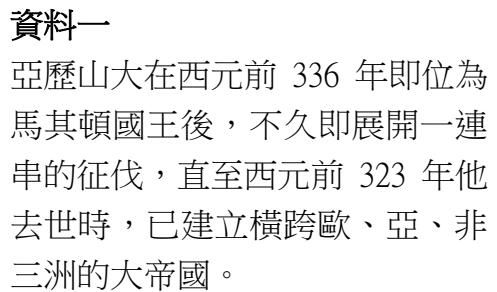 資料一
亞歷山大在西元前 336 年即位為
馬其頓國王後，不久即展開一連
串的征伐，直至西元前 323 年他
去世時，已建立橫跨歐、亞、非
三洲的大帝國。